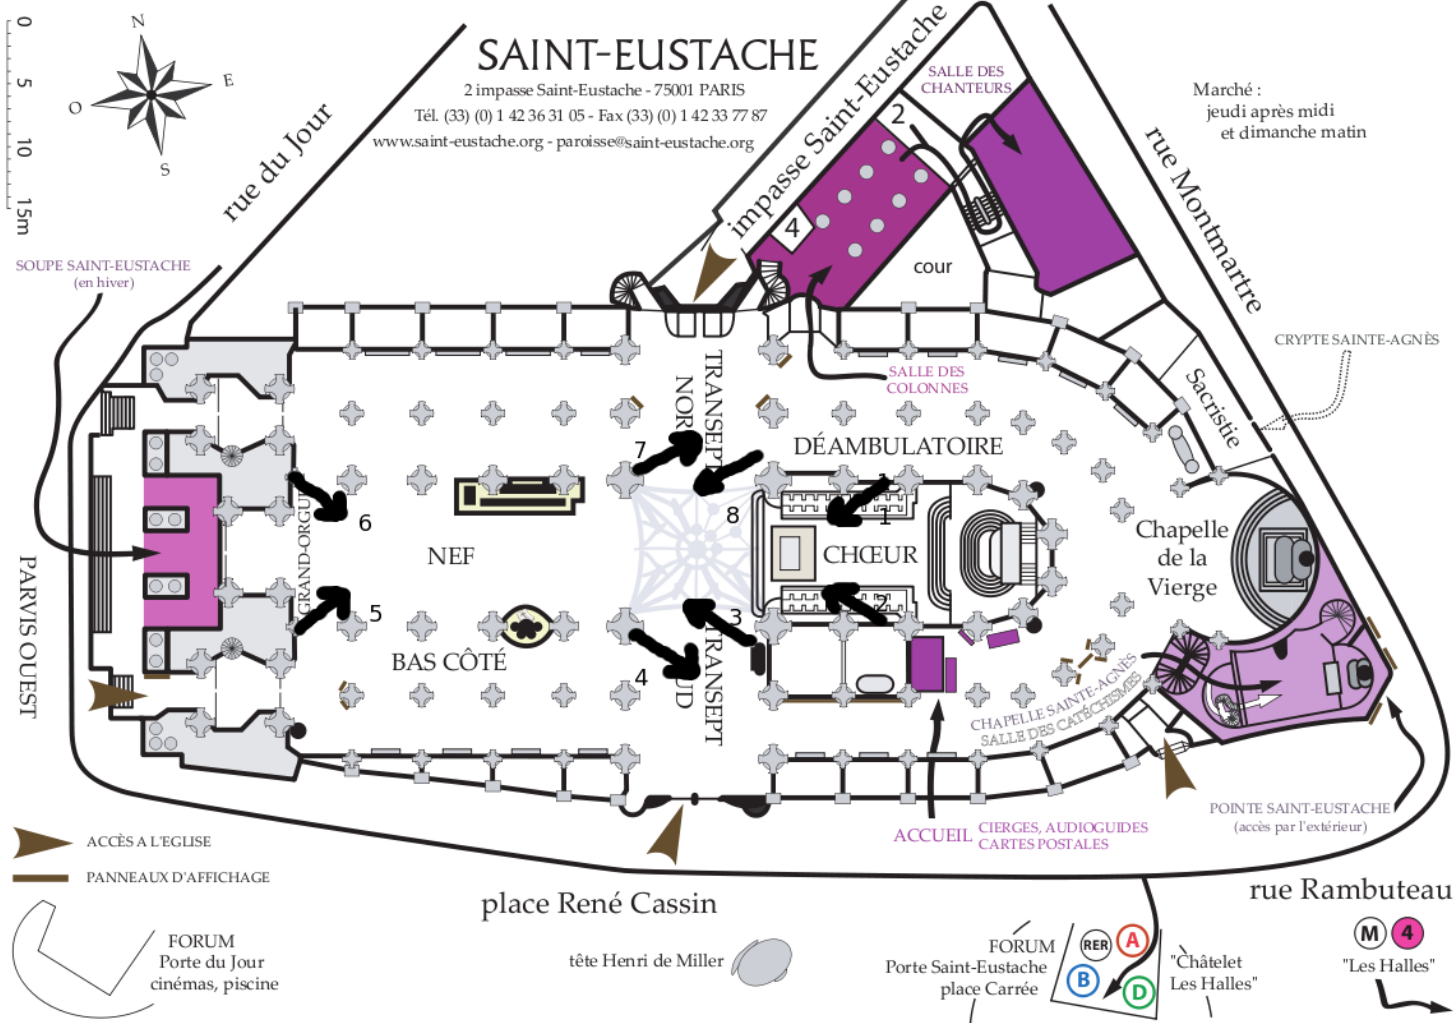 SAINT-EUSTACHE
2 impasse Saint-Eustache - 75001 PARIS
Tél. (33) (0) 1 42 36 31 05 - Fax (33) (0) 1 42 33 77 87
www.saint-eustache.org - paroisse@saint-eustache.org
N
E
S
O
0
5
10
15m
rue du Jour
impasse Saint-Eustache
SALLE DES
CHANTEURS
2
4
cour
Marché :
jeudi après midi
et dimanche matin
rue Montmartre
SOUPE SAINT-EUSTACHE
(en hiver)
CRYPTE SAINTE-AGNÈS
SALLE DES
COLONNES
Sacristie
TRANSEPT
NORD
DÉAMBULATOIRE
7
8
1
1
6
GRAND-ORGUE
NEF
CHŒUR
Chapelle
de la
Vierge
PARVIS OUEST
5
3
2
4
BAS CÔTÉ
TRANSEPT
SUD
CHAPELLE SAINTE-AGNÈS
SALLE DES CATÉCHISMES
POINTE SAINT-EUSTACHE
(accès par l'extérieur)
ACCUEIL
CIERGES, AUDIOGUIDES
CARTES POSTALES
ACCÈS A L'EGLISE
PANNEAUX D'AFFICHAGE
place René Cassin
rue Rambuteau
FORUM
Porte du Jour
cinémas, piscine
tête Henri de Miller
FORUM
Porte Saint-Eustache
place Carrée
RER
A
B
D
"Châtelet
Les Halles"
M
4
"Les Halles"